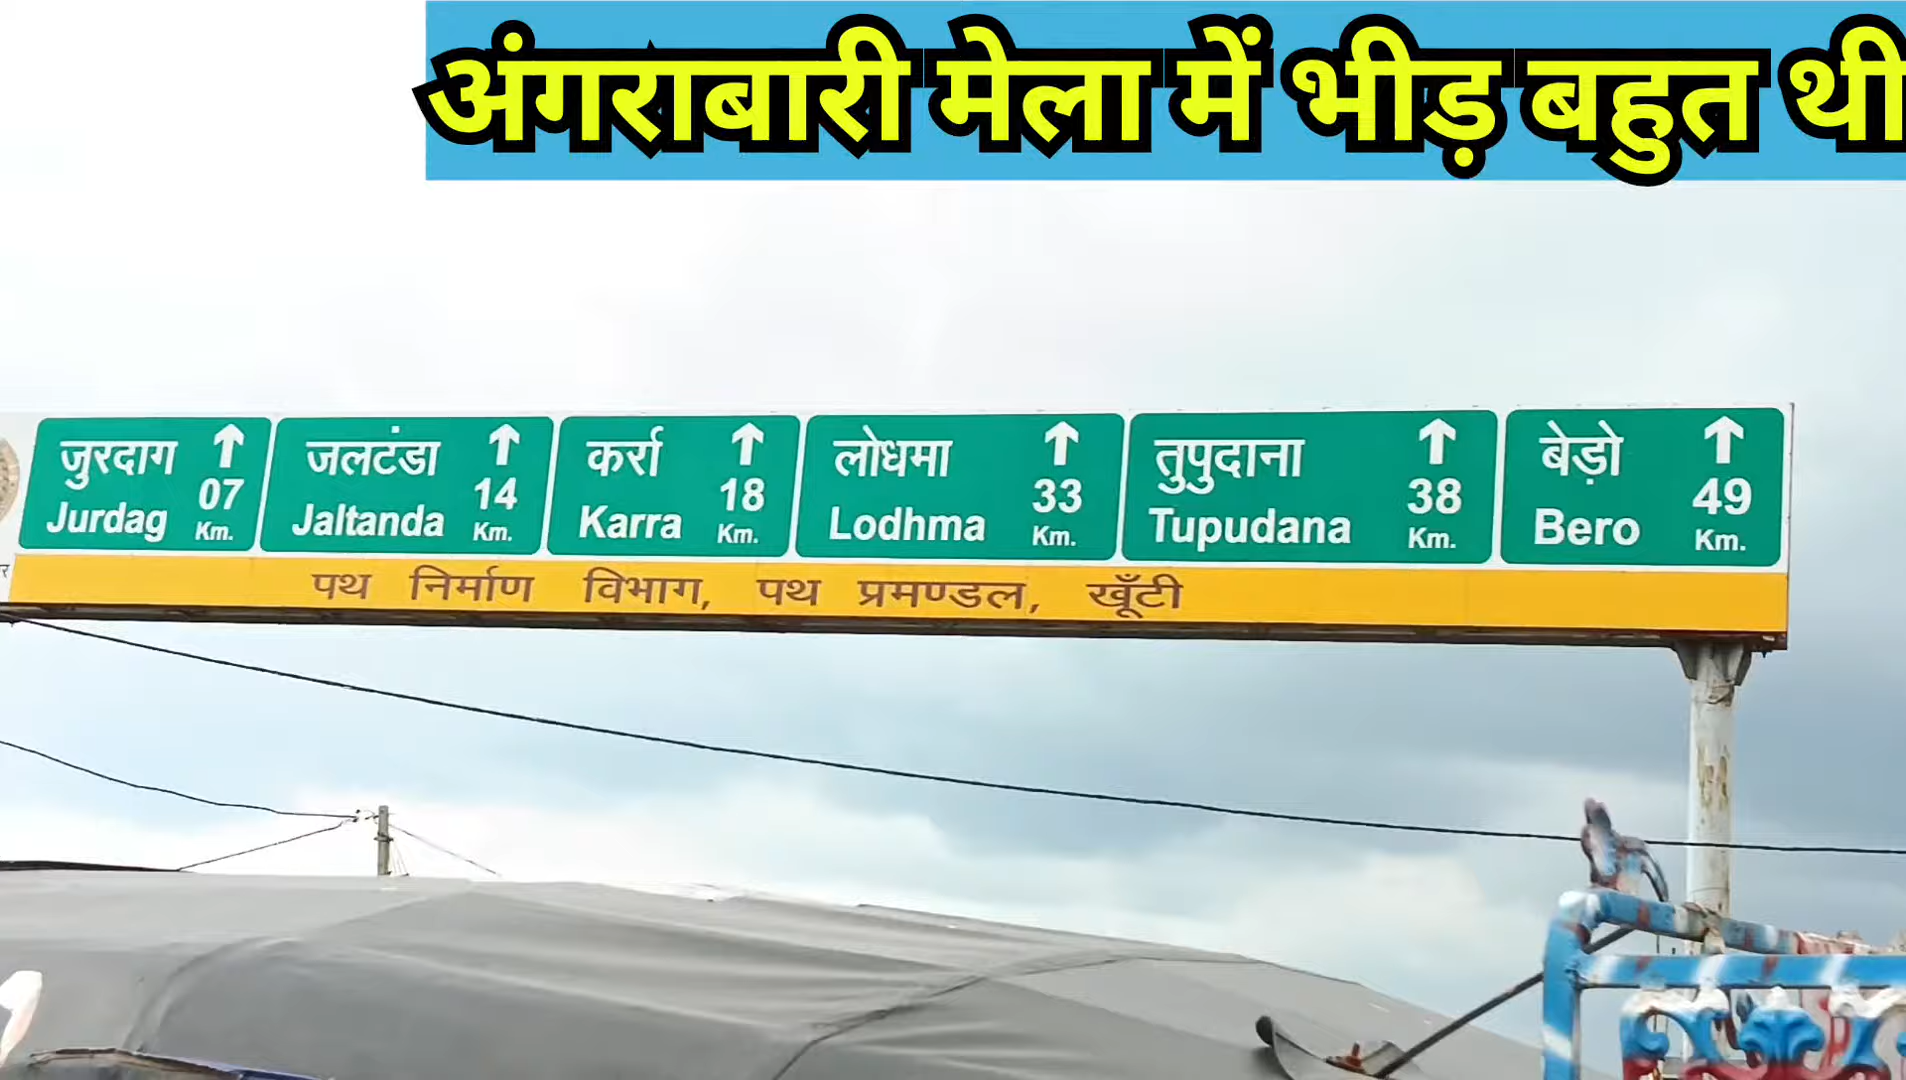 अंगराबारी मेला में भीड़ बहुत थी
जुरदाग
Jurdag
07
Km.
जलटंडा
Jaltanda
14
Km.
कर्रा
Karra
18
Km.
लोधमा
Lodhma
33
Km.
तुपुदाना
Tupudana
38
Km.
बेड़ो
Bero
49
Km.
पथ निर्माण विभाग, पथ प्रमण्डल, खूँटी